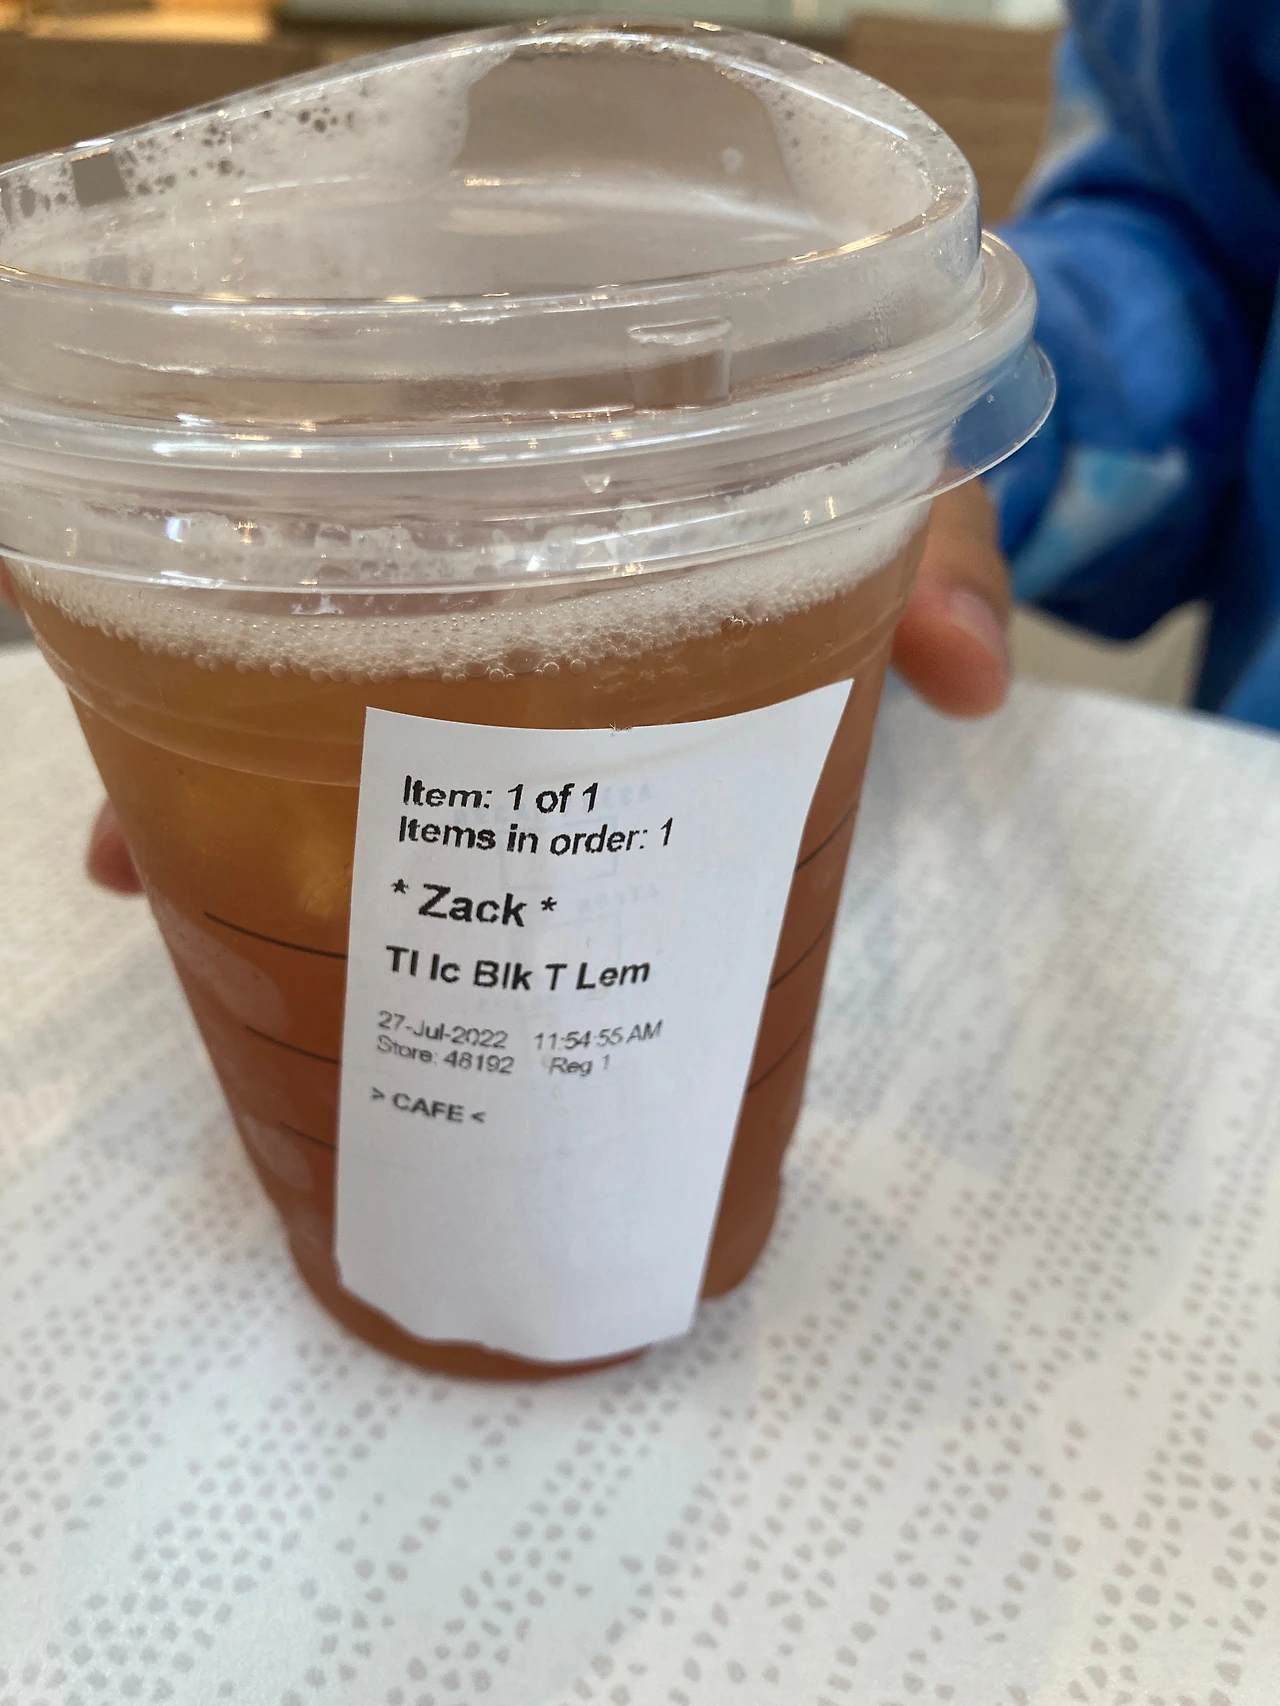 Item: 1 of 1
Items in order: 1
* Zack *
Tl Ic Blk T Lem
27-Jul-2022 11:54:55 AM
Store: 48192 Reg 1
> CAFE <